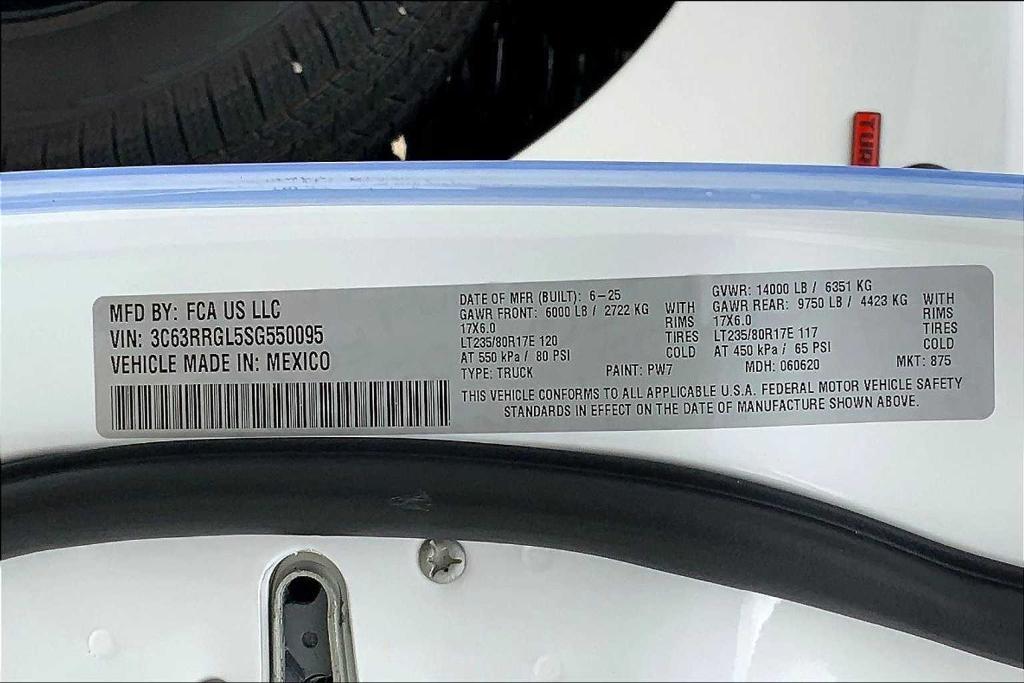 TUR
MFD BY: FCA US LLC
VIN: 3C63RRGL5SG550095
VEHICLE MADE IN: MEXICO
DATE OF MFR (BUILT): 6-25
GAWR FRONT: 6000 LB / 2722 KG WITH
17X6.0 RIMS
LT235/80R17E 120 TIRES
AT 550 kPa / 80 PSI COLD
TYPE: TRUCK PAINT: PW7
GVWR: 14000 LB / 6351 KG
GAWR REAR: 9750 LB / 4423 KG WITH
17X6.0 RIMS
LT235/80R17E 117 TIRES
AT 450 kPa / 65 PSI COLD
MDH: 060620 MKT: 875
THIS VEHICLE CONFORMS TO ALL APPLICABLE U.S.A. FEDERAL MOTOR VEHICLE SAFETY
STANDARDS IN EFFECT ON THE DATE OF MANUFACTURE SHOWN ABOVE.